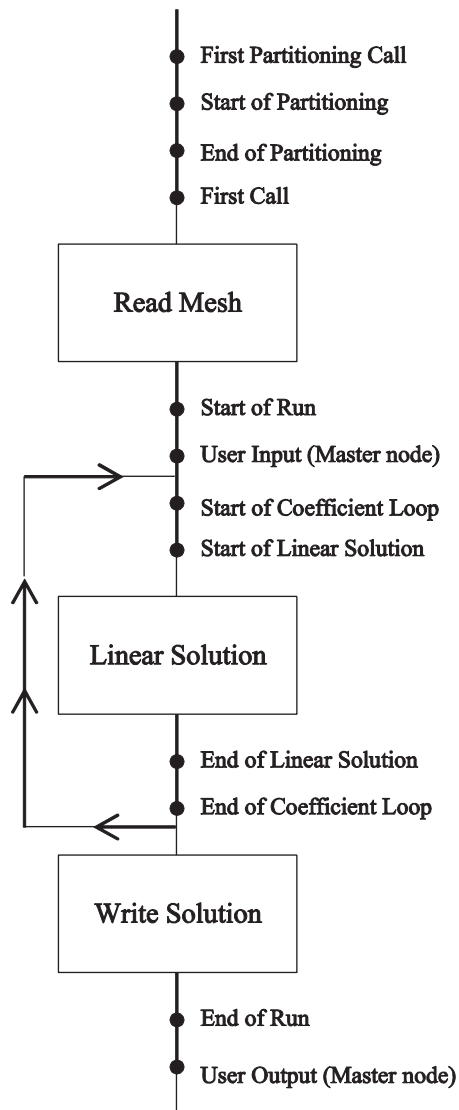 First Partitioning Call
Start of Partitioning
End of Partitioning
First Call
Read Mesh
Start of Run
User Input (Master node)
Start of Coefficient Loop
Start of Linear Solution
Linear Solution
End of Linear Solution
End of Coefficient Loop
Write Solution
End of Run
User Output (Master node)